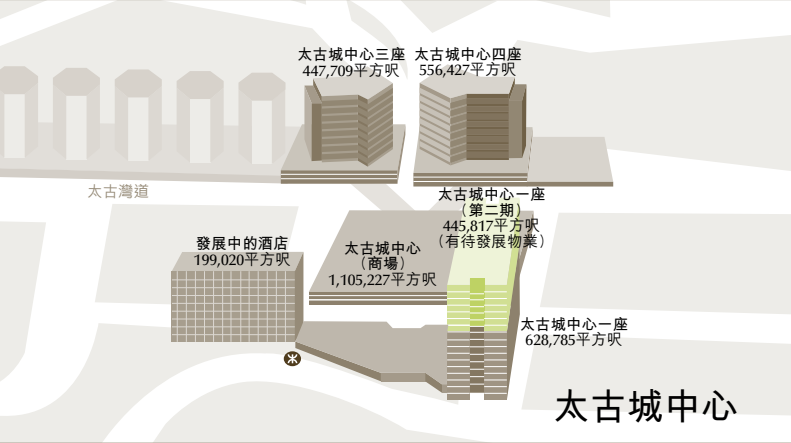 太古城中心三座
447,709平方呎
太古城中心四座
556,427平方呎
太古灣道
太古城中心一座
（第二期）
445,817平方呎
（有待發展物業）
發展中的酒店
199,020平方呎
太古城中心
（商場）
1,105,227平方呎
太古城中心一座
628,785平方呎
太古城中心